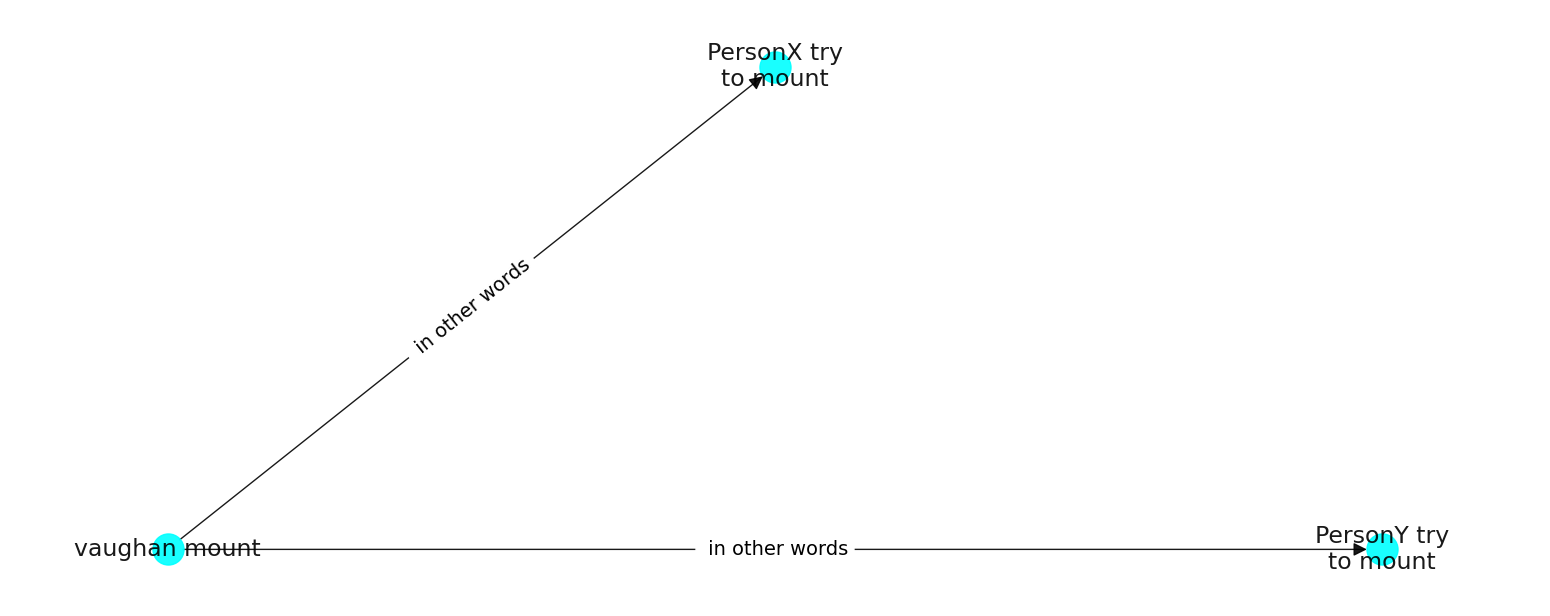 PersonX try
to mount
in other words
vaughan mount
in other words
PersonY try
to mount